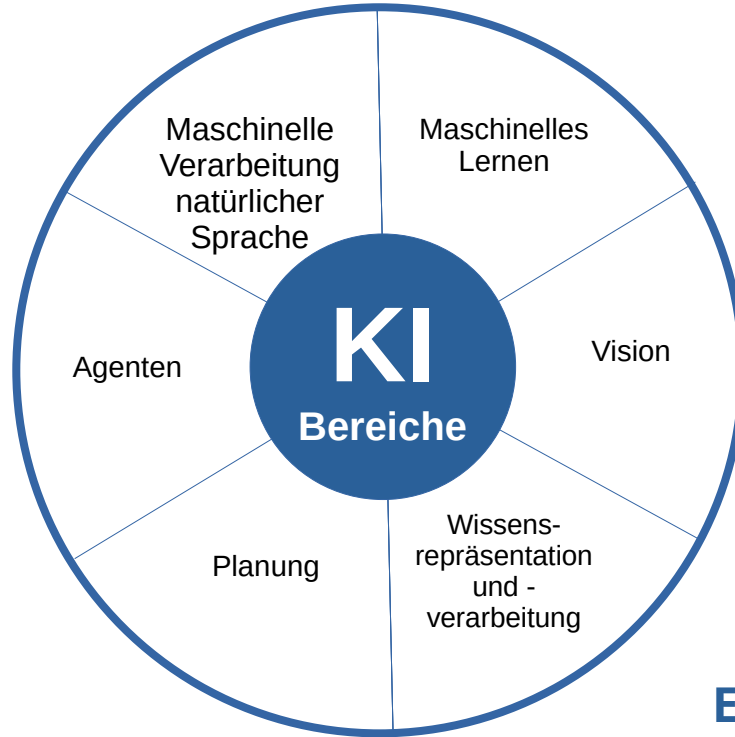 Maschinelle
Verarbeitung
natürlicher
Sprache
Maschinelles
Lernen
Vision
Wissens-
repräsentation
und -
verarbeitung
Planung
Agenten
KI
Bereiche
E